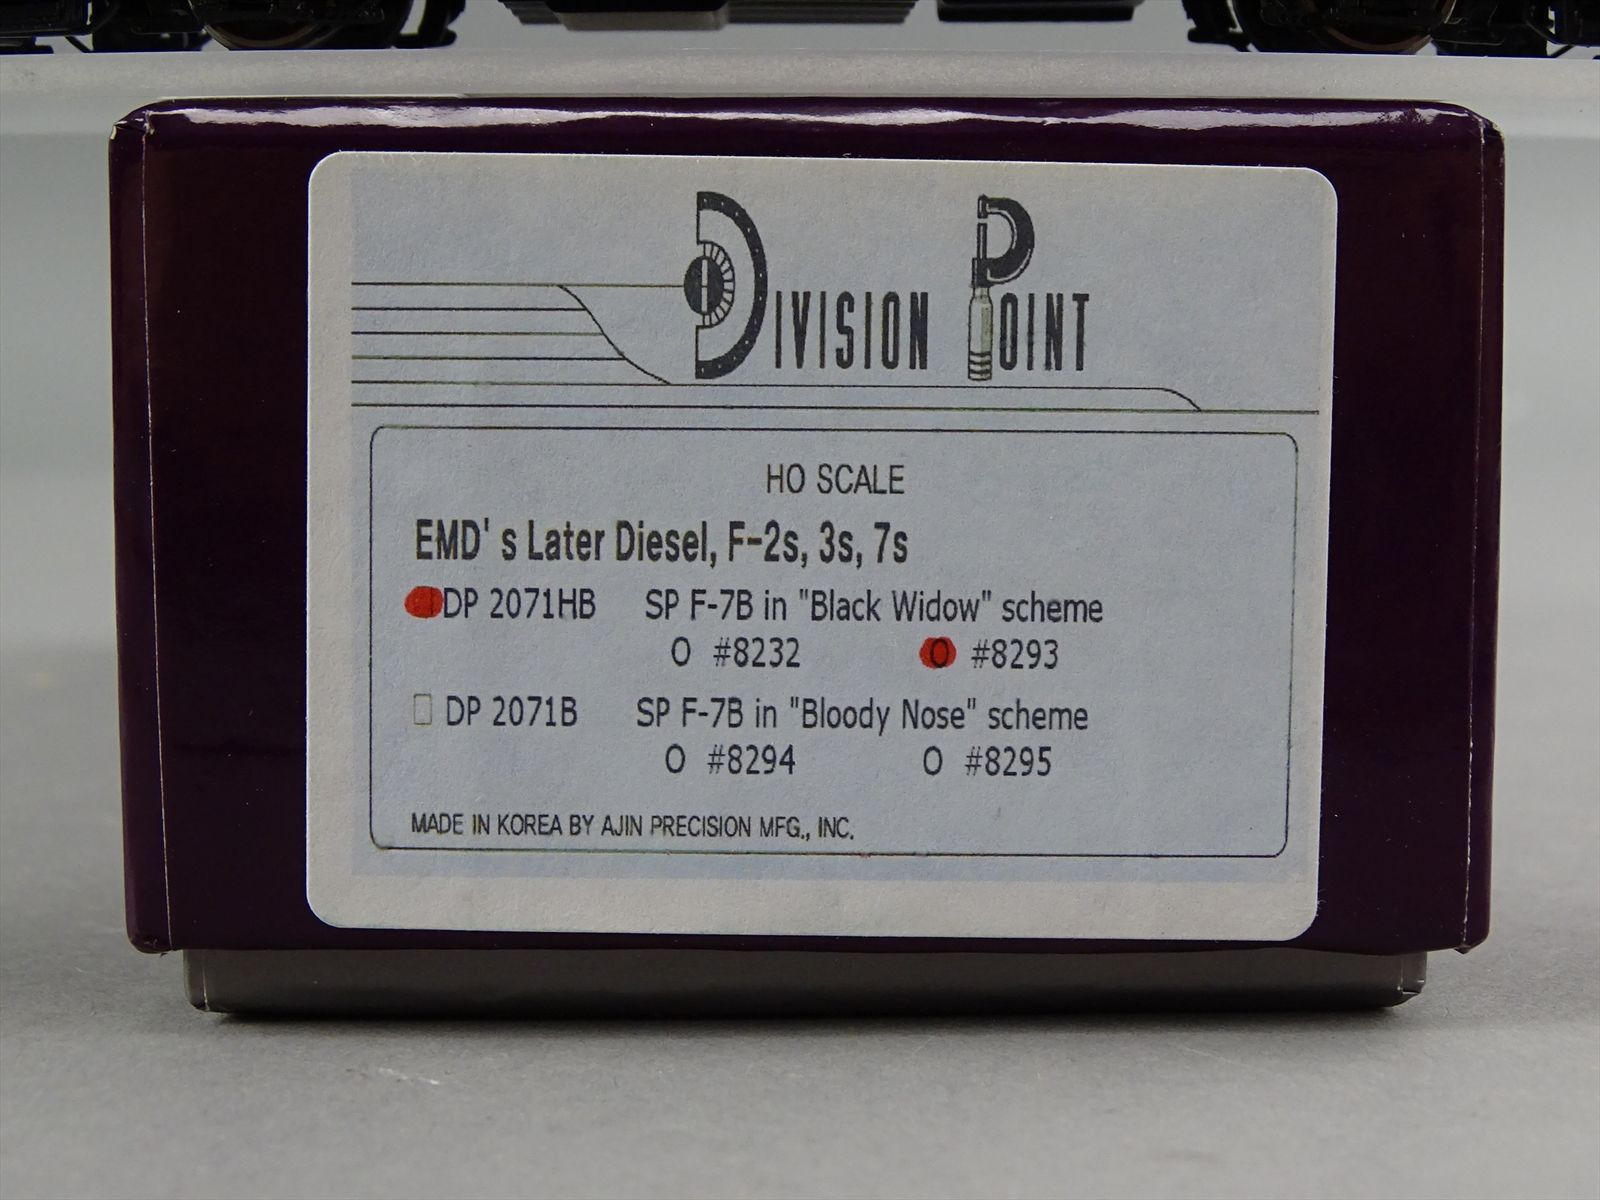 DIVISION POINT
HO SCALE
EMD's Later Diesel, F-2s, 3s, 7s
DP 2071HB SP F-7B in "Black Widow" scheme
O #8232 O #8293
DP 2071B SP F-7B in "Bloody Nose" scheme
O #8294 O #8295
MADE IN KOREA BY AJIN PRECISION MFG., INC.